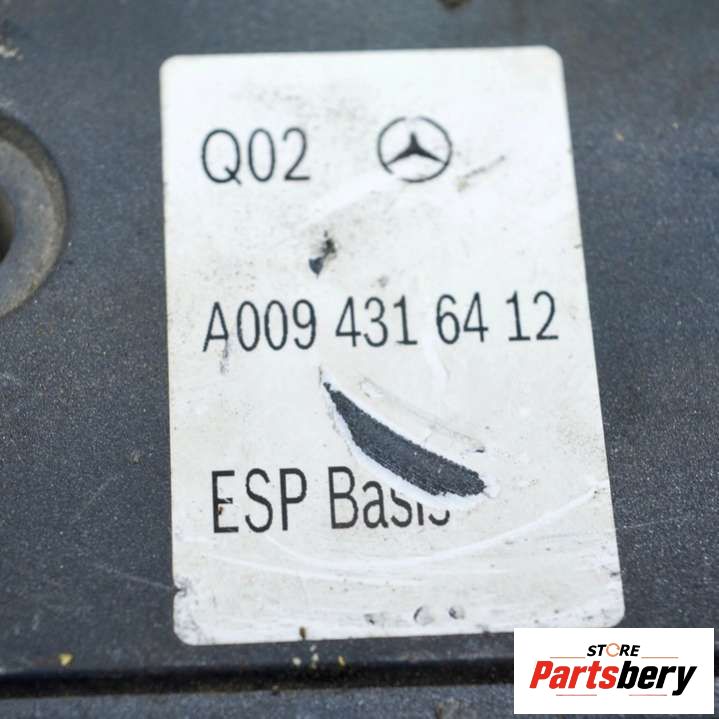 Q02
A009 431 64 12
ESP Basis
STORE
Partsbery